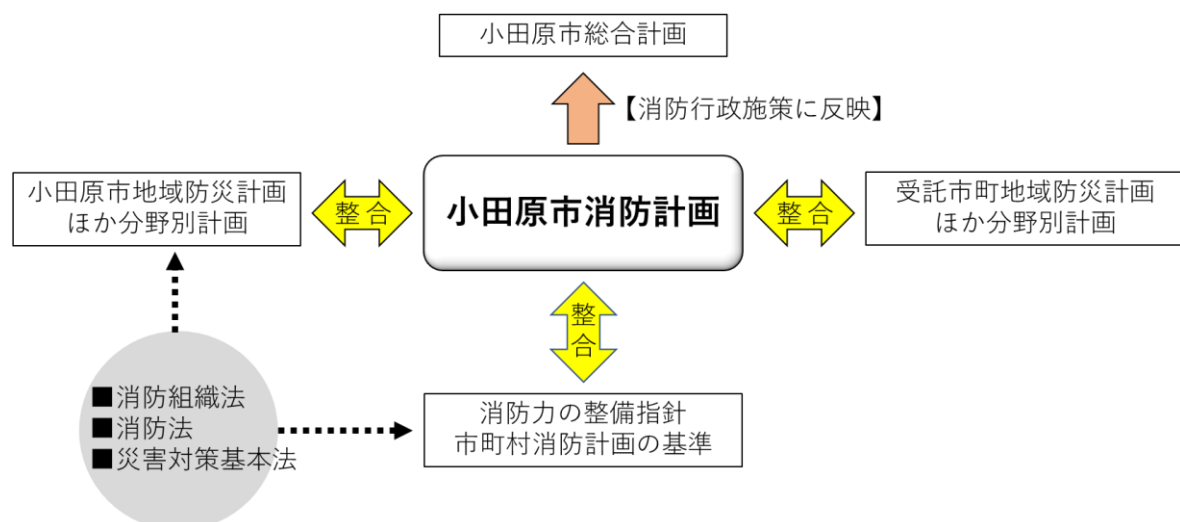 小田原市総合計画
【消防行政施策に反映】
小田原市地域防災計画
ほか分野別計画
整合
小田原市消防計画
整合
受託市町地域防災計画
ほか分野別計画
整
合
■消防組織法
■消防法
■災害対策基本法
消防力の整備指針
市町村消防計画の基準